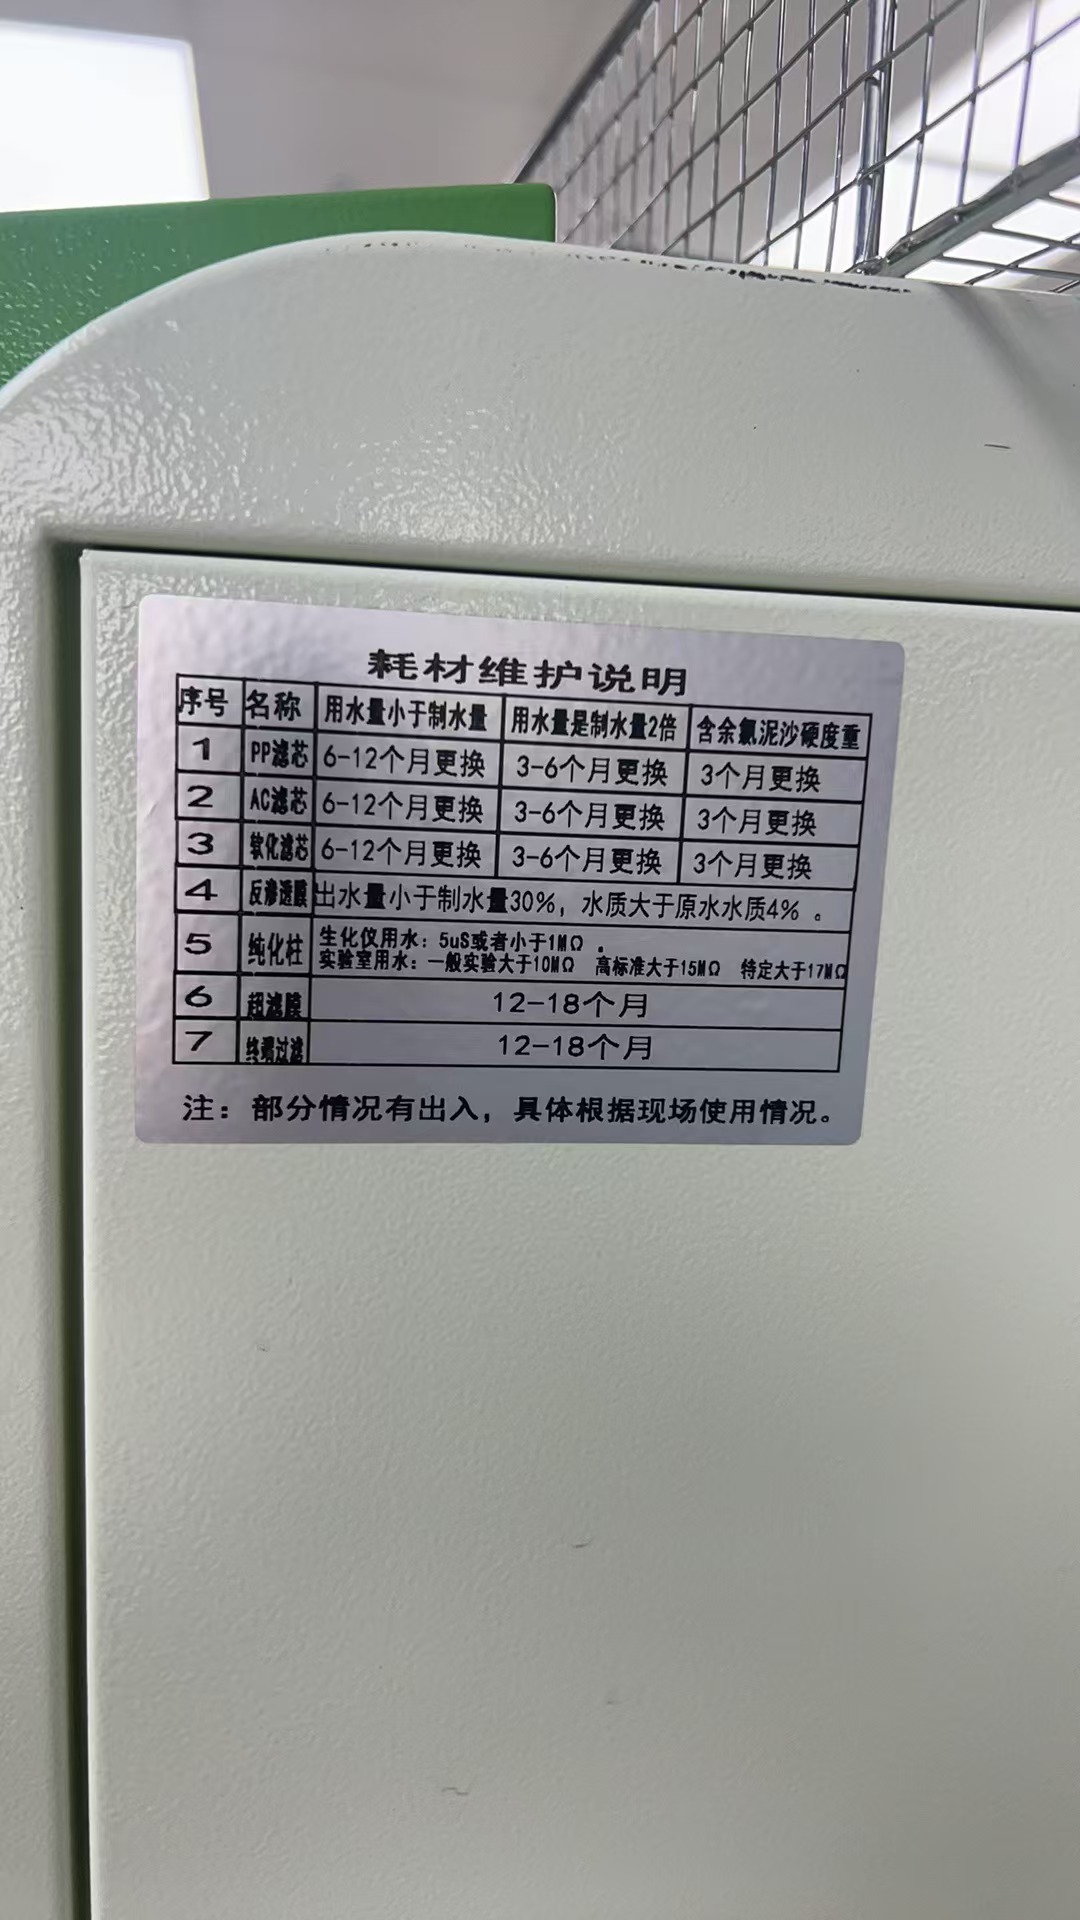 耗材维护说明
序号 名称 用水量小于制水量 用水量是制水量2倍 含余氯泥沙硬度重
1 PP滤芯 6-12个月更换 3-6个月更换 3个月更换
2 AC滤芯 6-12个月更换 3-6个月更换 3个月更换
3 软化滤芯 6-12个月更换 3-6个月更换 3个月更换
4 反渗透膜 出水量小于制水量30%，水质大于原水水质4%。
5 纯化柱 生化仪用水：5uS或者小于1MΩ。
实验室用水：一般实验大于10MΩ 高标准大于15MΩ 特定大于17MΩ
6 超滤膜 12-18个月
7 终端过滤 12-18个月
注：部分情况有出入，具体根据现场使用情况。